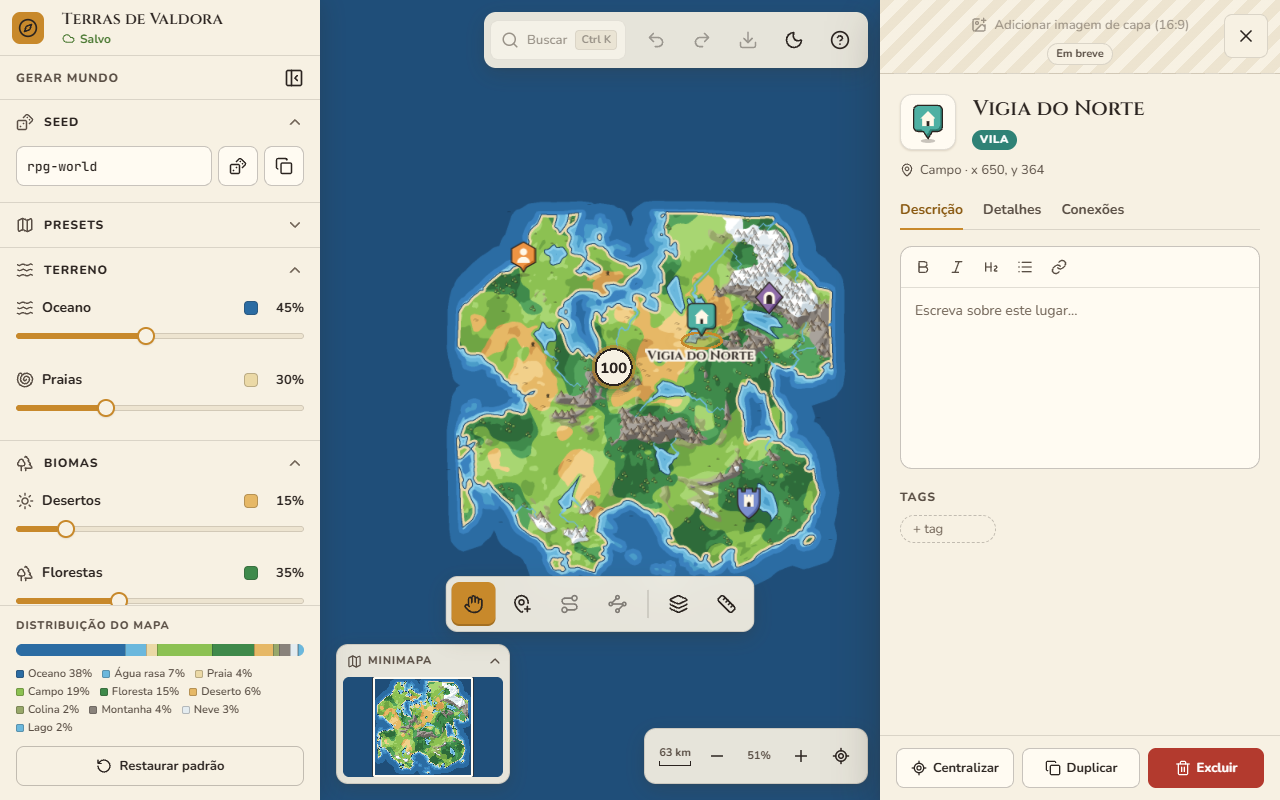 Terras de Valdora
Salvo
GERAR MUNDO
SEED
rpg-world
PRESETS
TERRENO
Oceano 45%
Praias 30%
BIOMAS
Desertos 15%
Florestas 35%
DISTRIBUIÇÃO DO MAPA
Oceano 38% Água rasa 7% Praia 4%
Campo 19% Floresta 15% Deserto 6%
Colina 2% Montanha 4% Neve 3%
Lago 2%
Restaurar padrão
Buscar Ctrl K
Vigia do Norte
100
MINIMAPA
63 km 51%
Adicionar imagem de capa (16:9)
Em breve
Vigia do Norte
VILA
Campo · x 650, y 364
Descrição Detalhes Conexões
B I H2
Escreva sobre este lugar...
TAGS
+ tag
Centralizar Duplicar Excluir